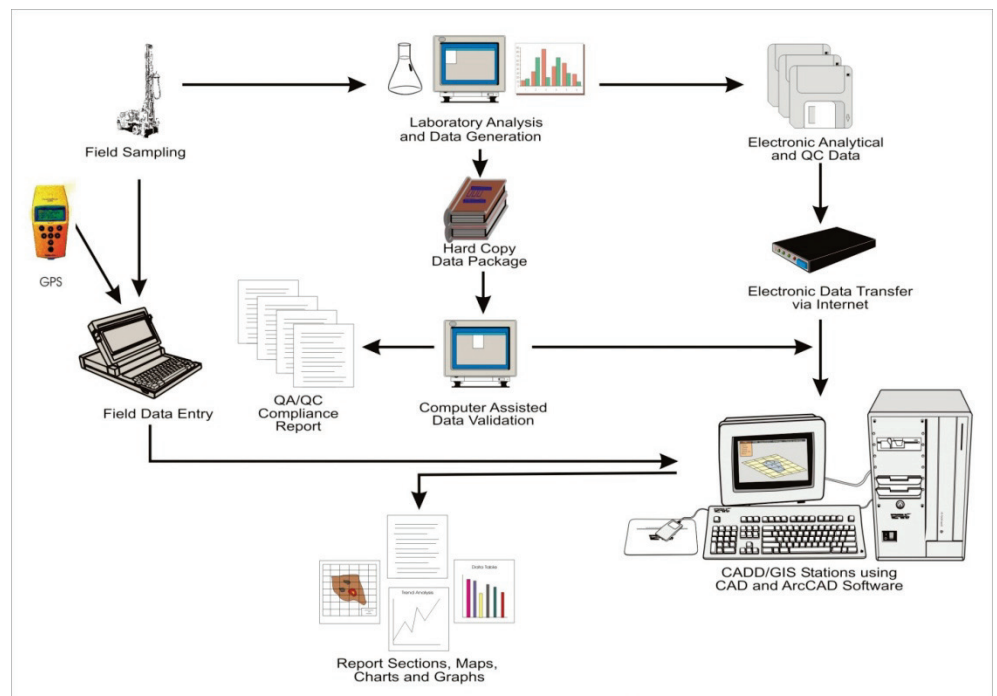 Field Sampling
Laboratory Analysis
and Data Generation
Electronic Analytical
and QC Data
GPS
Hard Copy
Data Package
Electronic Data Transfer
via Internet
Field Data Entry
QA/QC
Compliance
Report
Computer Assisted
Data Validation
CADD/GIS Stations using
CAD and ArcCAD Software
Data Table
Trend Analysis
Report Sections, Maps,
Charts and Graphs